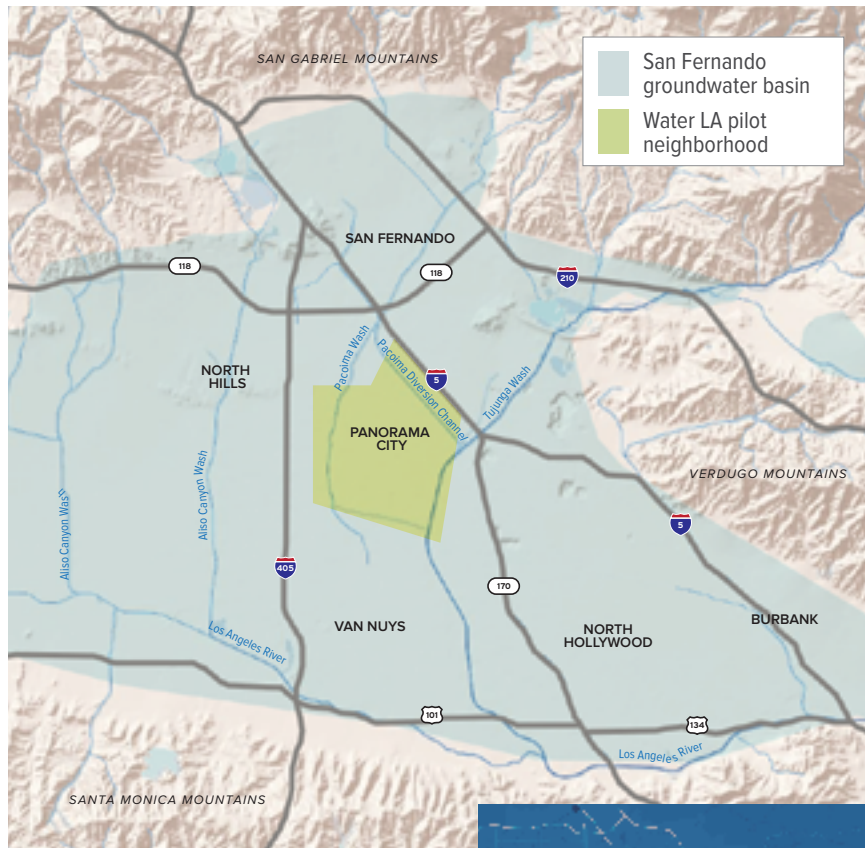 SAN GABRIEL MOUNTAINS
San Fernando
groundwater basin
Water LA pilot
neighborhood
SAN FERNANDO
118
118
210
NORTH
HILLS
Pacoima Wash
Pacoima Diversion Channel
5
Tujunga Wash
PANORAMA
CITY
VERDUGO MOUNTAINS
Aliso Canyon Was
Aliso Canyon Wash
5
405
170
VAN NUYS
NORTH
HOLLYWOOD
BURBANK
Los Angeles River
101
134
Los Angeles River
SANTA MONICA MOUNTAINS